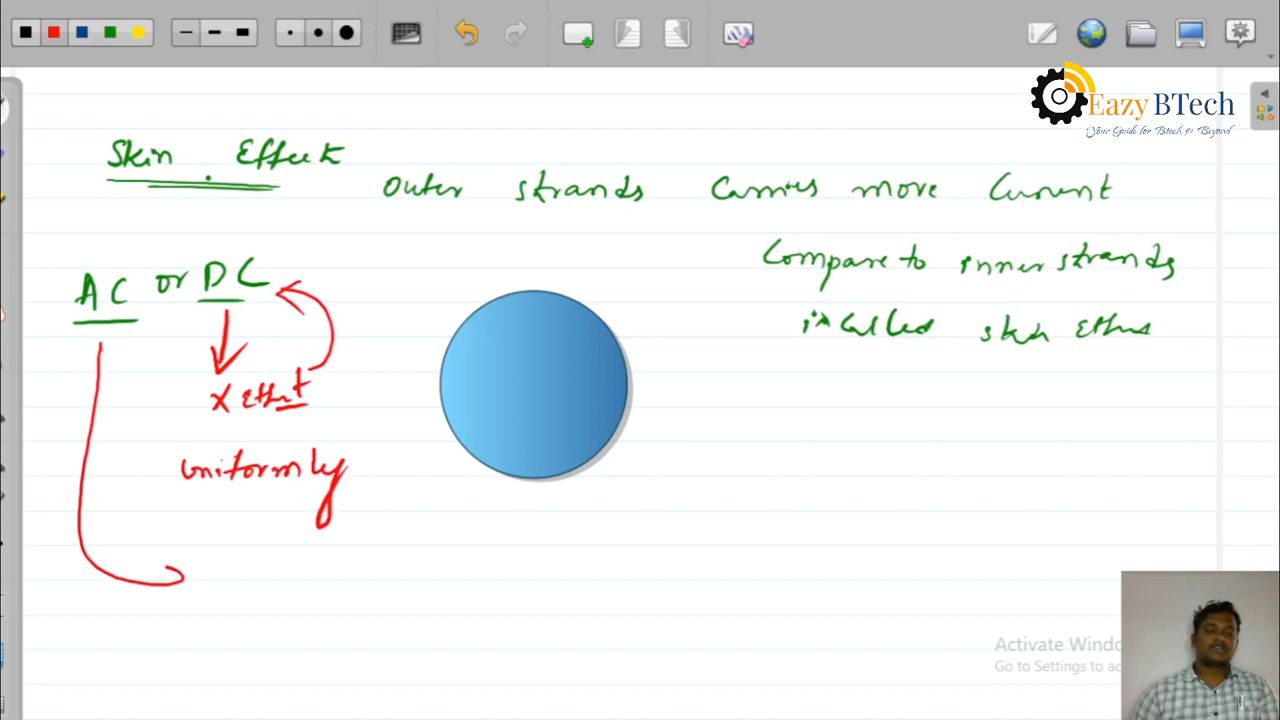 Eazy BTech
Your Guide for Btech & Beyond
Skin Effect
Outer strands Carries more Current
Compare to inner strands
is Called skin Effect
AC or DC
X Effect
uniformly
Activate Windo
Go to Settings to ac